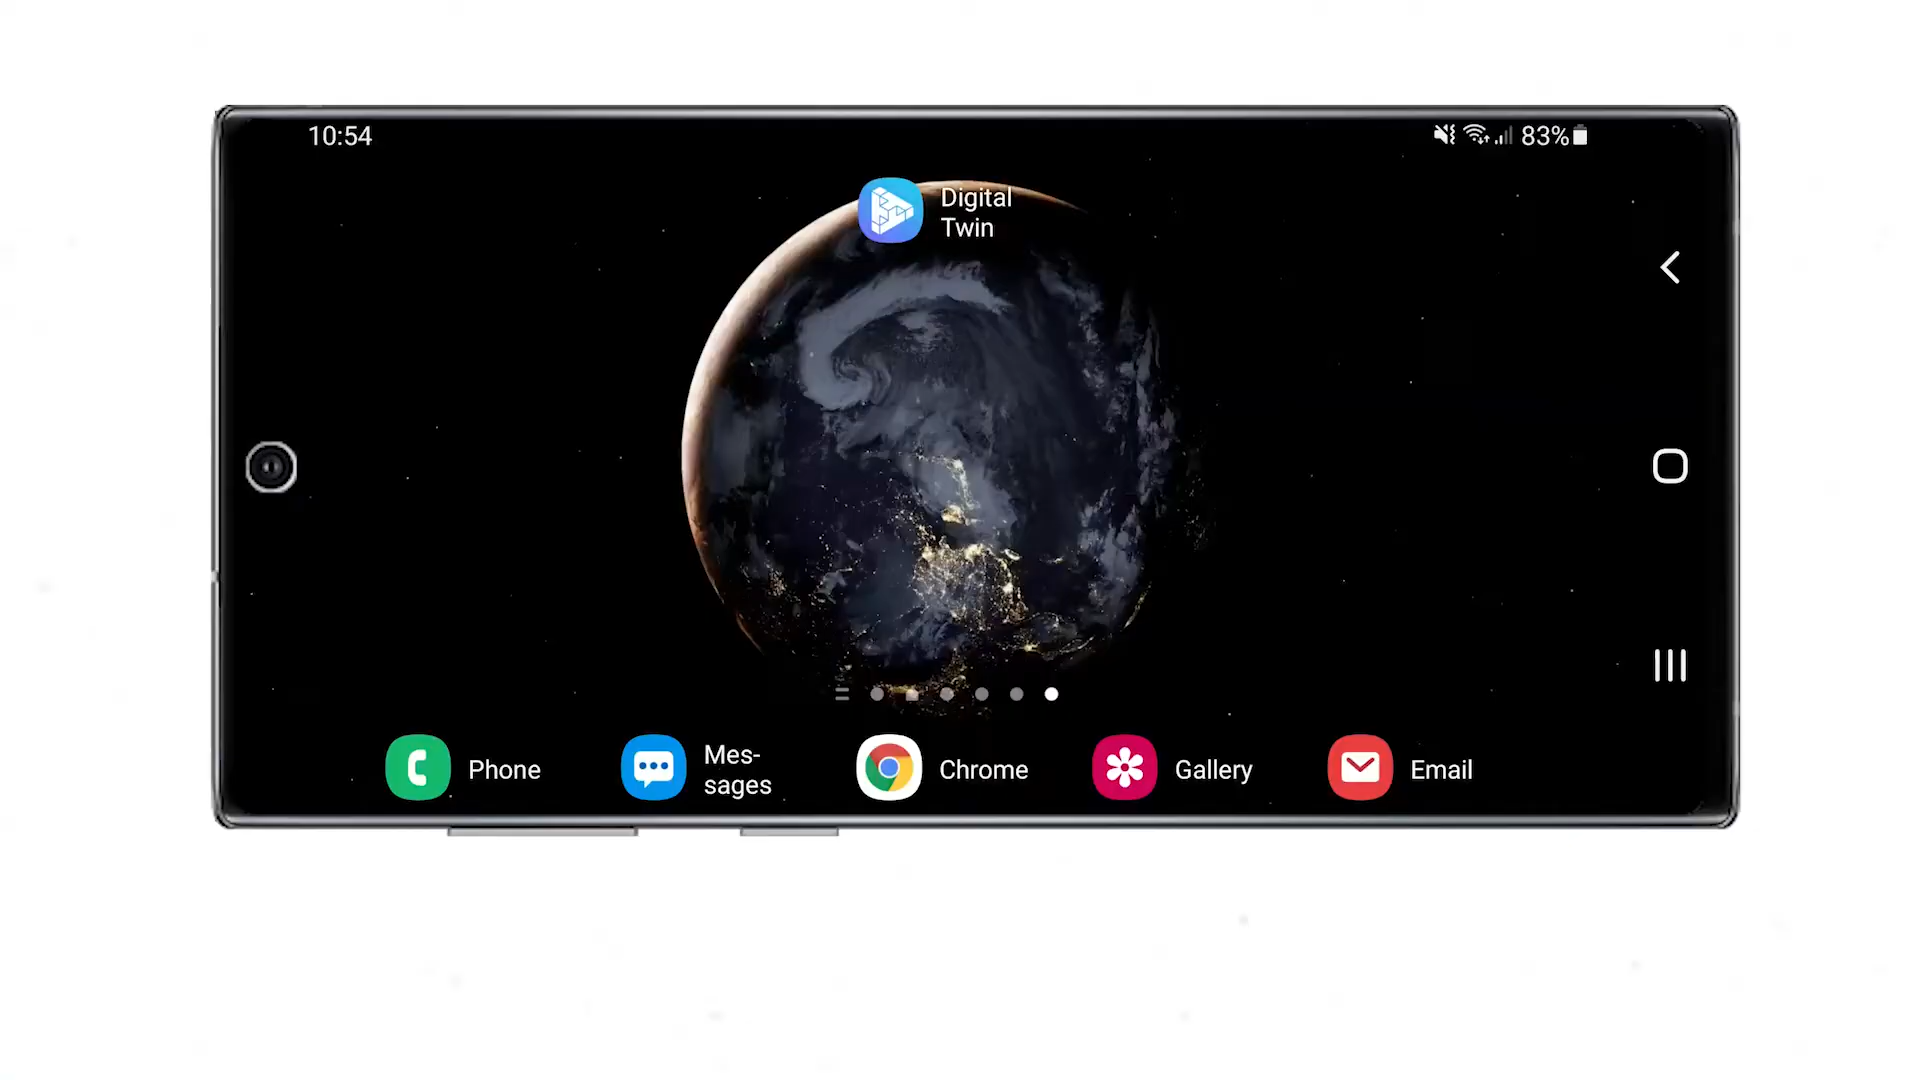 10:54
83%
Digital
Twin
Phone
Mes-
sages
Chrome
Gallery
Email